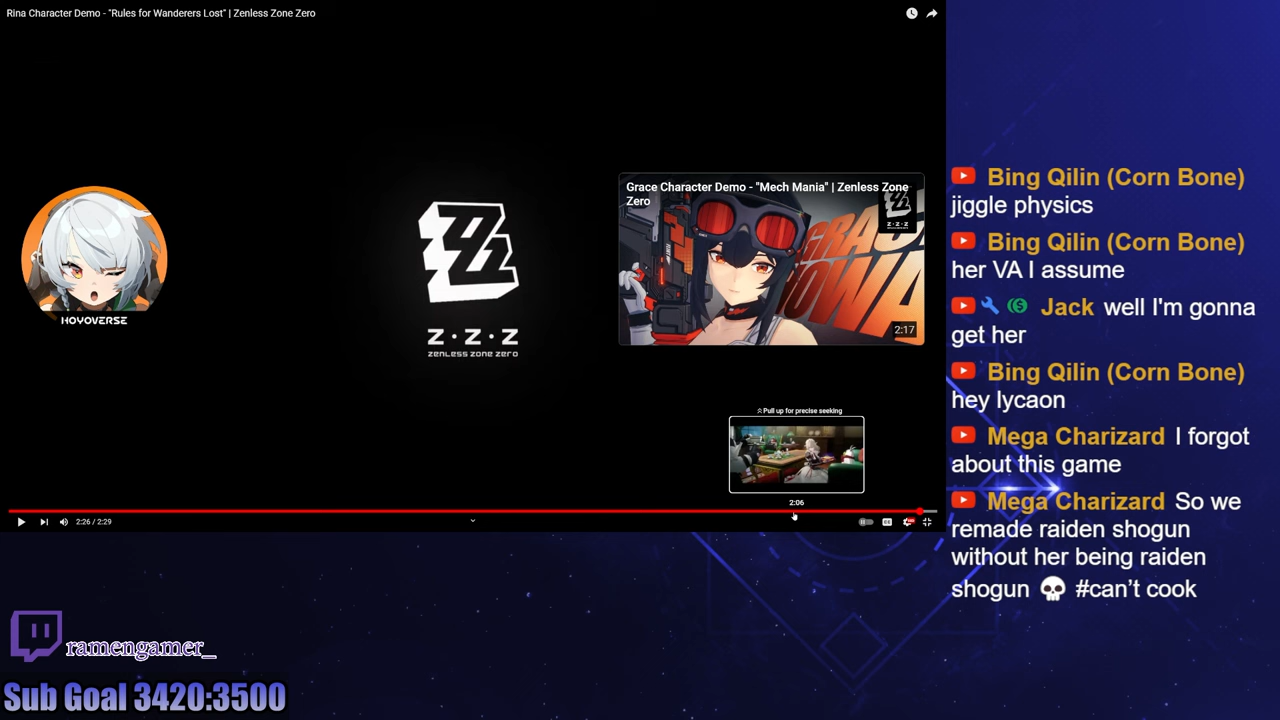 Rina Character Demo - "Rules for Wanderers Lost" | Zenless Zone Zero
HOYOVERSE
Z·Z·Z
ZENLESS ZONE ZERO
Grace Character Demo - "Mech Mania" | Zenless Zone
Zero
Z·Z·Z
2:17
Pull up for precise seeking
2:06
2:26 / 2:29
CC
Bing Qilin (Corn Bone)
jiggle physics
Bing Qilin (Corn Bone)
her VA I assume
Jack well I'm gonna
get her
Bing Qilin (Corn Bone)
hey lycaon
Mega Charizard I forgot
about this game
Mega Charizard So we
remade raiden shogun
without her being raiden
shogun 💀 #can't cook
ramengamer_
Sub Goal 3420:3500